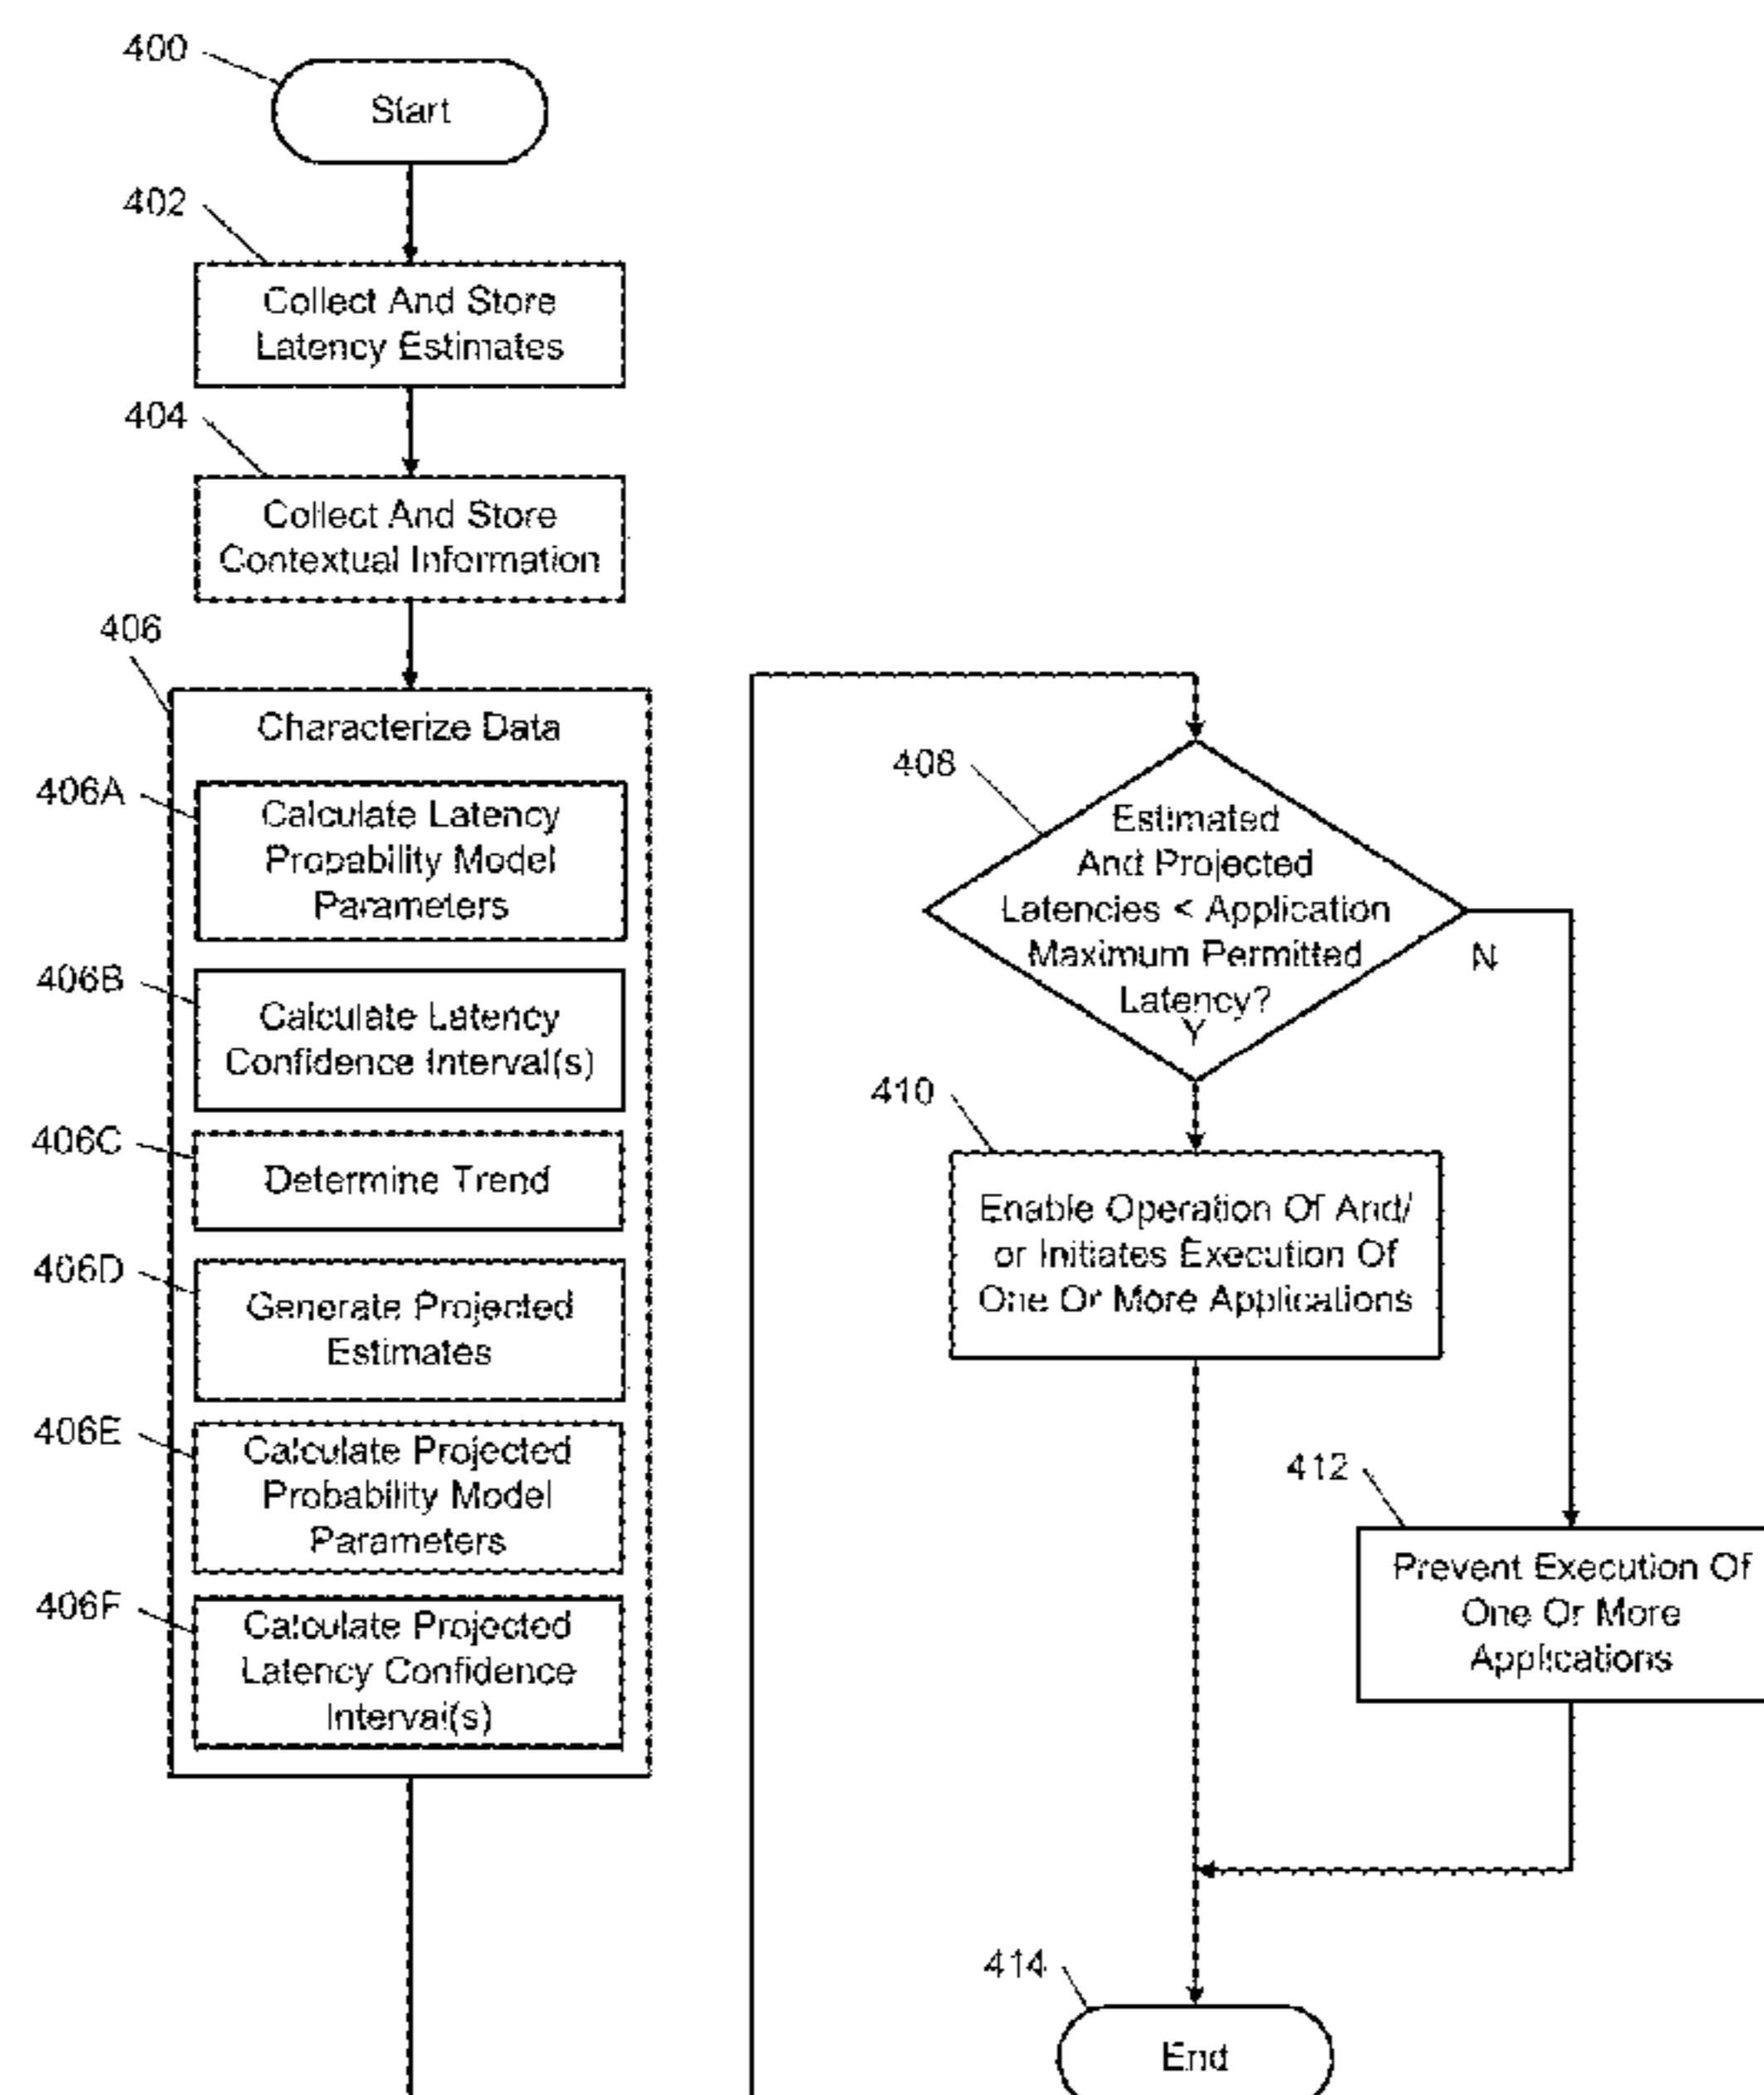 400
Start
402
Collect And Store
Latency Estimates
404
Collect And Store
Contextual Information
406
Characterize Data
406A
Calculate Latency
Probability Model
Parameters
406B
Calculate Latency
Confidence Interval(s)
406C
Determine Trend
406D
Generate Projected
Estimates
406E
Calculate Projected
Probability Model
Parameters
406F
Calculate Projected
Latency Confidence
Interval(s)
408
Estimated
And Projected
Latencies < Application
Maximum Permitted
Latency?
Y
N
410
Enable Operation Of And/
or Initiates Execution Of
One Or More Applications
412
Prevent Execution Of
One Or More
Applications
414
End